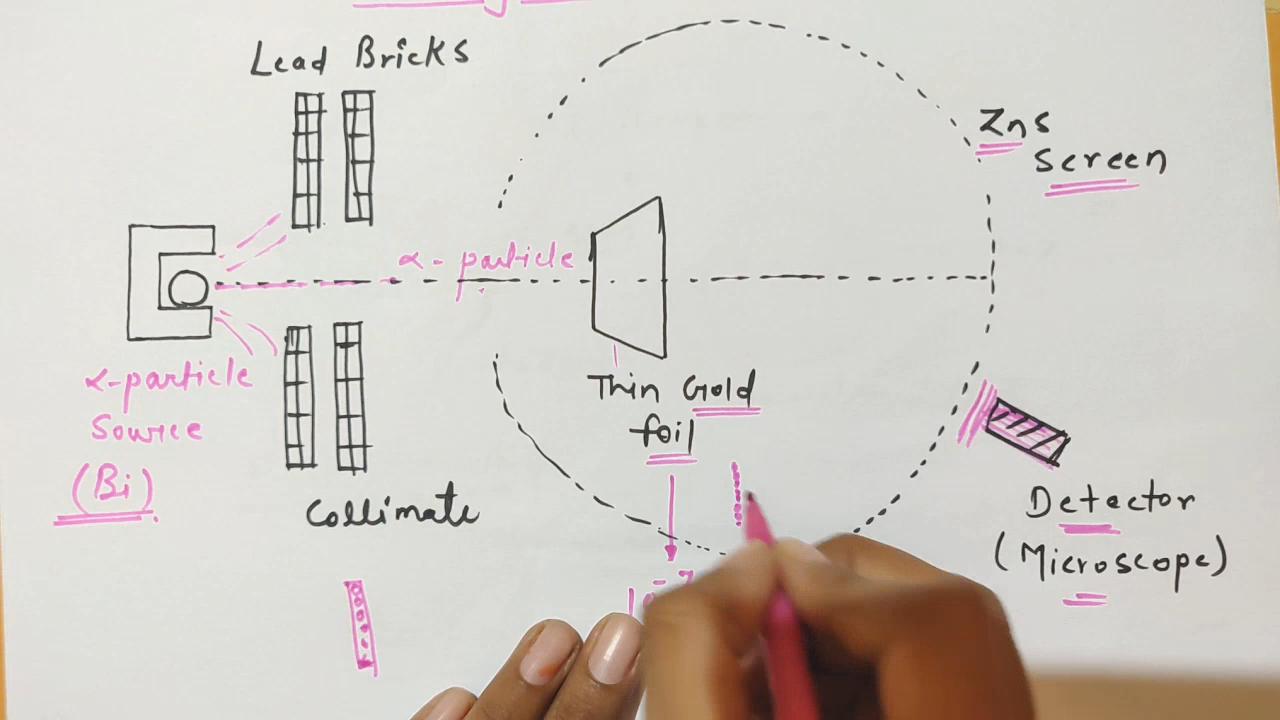 Lead Bricks
Zns
Screen
α - particle
α-particle
Source
(Bi)
Thin Gold
foil
Collimate
Detector
(Microscope)